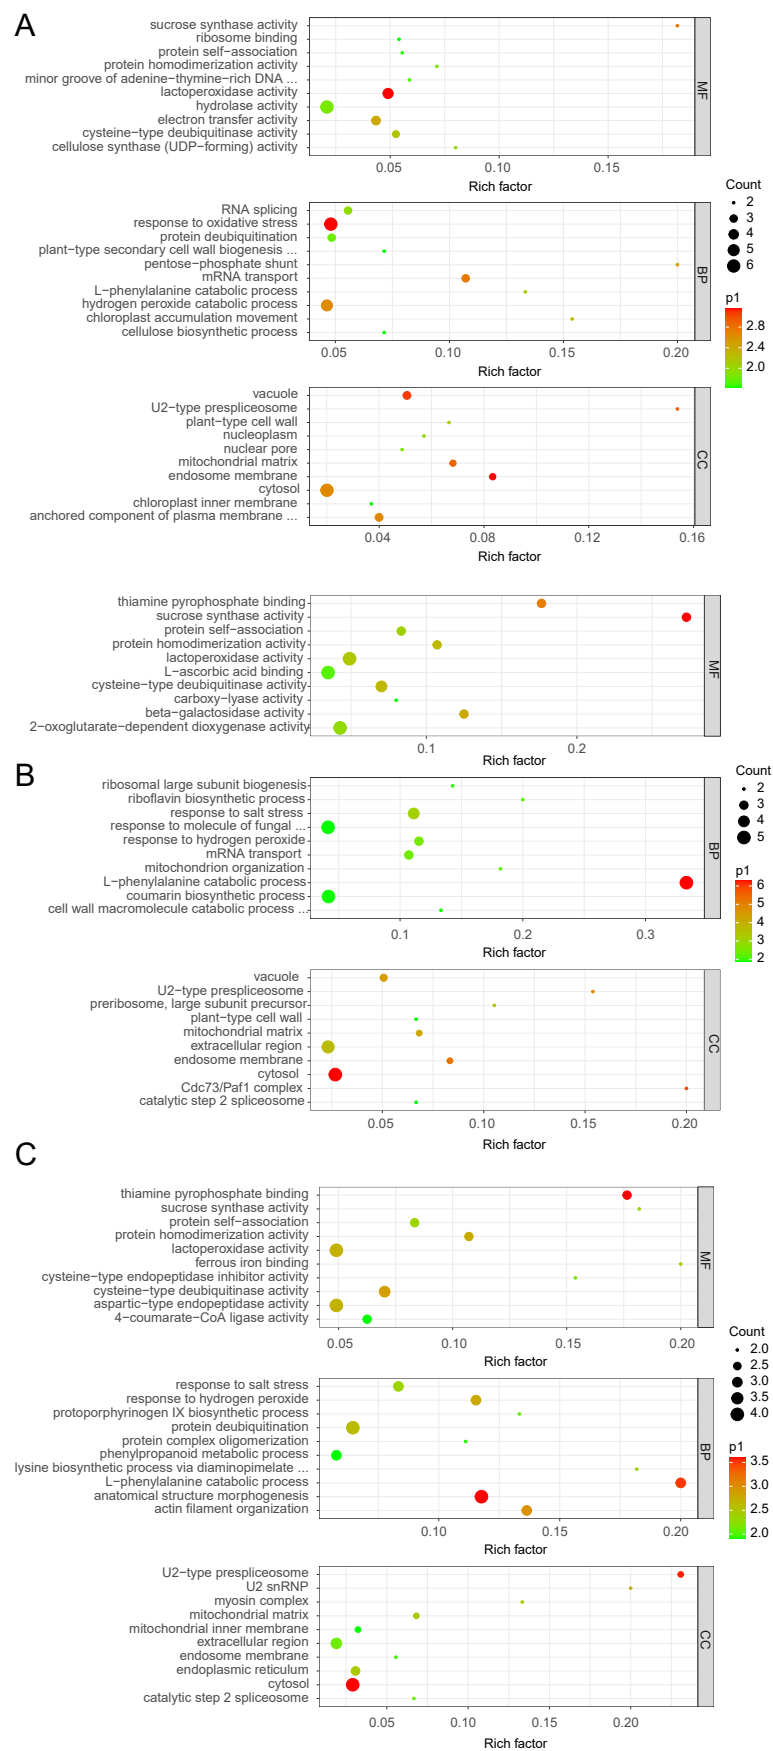 A
sucrose synthase activity
ribosome binding
protein self−association
protein homodimerization activity
minor groove of adenine−thymine−rich DNA ...
lactoperoxidase activity
hydrolase activity
electron transfer activity
cysteine−type deubiquitinase activity
cellulose synthase (UDP−forming) activity
MF
0.05 0.10 0.15
Rich factor
RNA splicing
response to oxidative stress
protein deubiquitination
plant−type secondary cell wall biogenesis ...
pentose−phosphate shunt
mRNA transport
L−phenylalanine catabolic process
hydrogen peroxide catabolic process
chloroplast accumulation movement
cellulose biosynthetic process
BP
0.05 0.10 0.15 0.20
Rich factor
Count
2
3
4
5
6
p1
2.8
2.4
2.0
vacuole
U2−type prespliceosome
plant−type cell wall
nucleoplasm
nuclear pore
mitochondrial matrix
endosome membrane
cytosol
chloroplast inner membrane
anchored component of plasma membrane ...
CC
0.04 0.08 0.12 0.16
Rich factor
thiamine pyrophosphate binding
sucrose synthase activity
protein self−association
protein homodimerization activity
lactoperoxidase activity
L−ascorbic acid binding
cysteine−type deubiquitinase activity
carboxy−lyase activity
beta−galactosidase activity
2−oxoglutarate−dependent dioxygenase activity
MF
0.1 0.2
Rich factor
B
ribosomal large subunit biogenesis
riboflavin biosynthetic process
response to salt stress
response to molecule of fungal ...
response to hydrogen peroxide
mRNA transport
mitochondrion organization
L−phenylalanine catabolic process
coumarin biosynthetic process
cell wall macromolecule catabolic process ...
BP
0.1 0.2 0.3
Rich factor
Count
2
3
4
5
p1
6
5
4
3
2
vacuole
U2−type prespliceosome
preribosome, large subunit precursor
plant−type cell wall
mitochondrial matrix
extracellular region
endosome membrane
cytosol
Cdc73/Paf1 complex
catalytic step 2 spliceosome
CC
0.05 0.10 0.15 0.20
Rich factor
C
thiamine pyrophosphate binding
sucrose synthase activity
protein self−association
protein homodimerization activity
lactoperoxidase activity
ferrous iron binding
cysteine−type endopeptidase inhibitor activity
cysteine−type deubiquitinase activity
aspartic−type endopeptidase activity
4−coumarate−CoA ligase activity
MF
0.05 0.10 0.15 0.20
Rich factor
response to salt stress
response to hydrogen peroxide
protoporphyrinogen IX biosynthetic process
protein deubiquitination
protein complex oligomerization
phenylpropanoid metabolic process
lysine biosynthetic process via diaminopimelate ...
L−phenylalanine catabolic process
anatomical structure morphogenesis
actin filament organization
BP
0.10 0.15 0.20
Rich factor
Count
2.0
2.5
3.0
3.5
4.0
p1
3.5
3.0
2.5
2.0
U2−type prespliceosome
U2 snRNP
myosin complex
mitochondrial matrix
mitochondrial inner membrane
extracellular region
endosome membrane
endoplasmic reticulum
cytosol
catalytic step 2 spliceosome
CC
0.05 0.10 0.15 0.20
Rich factor